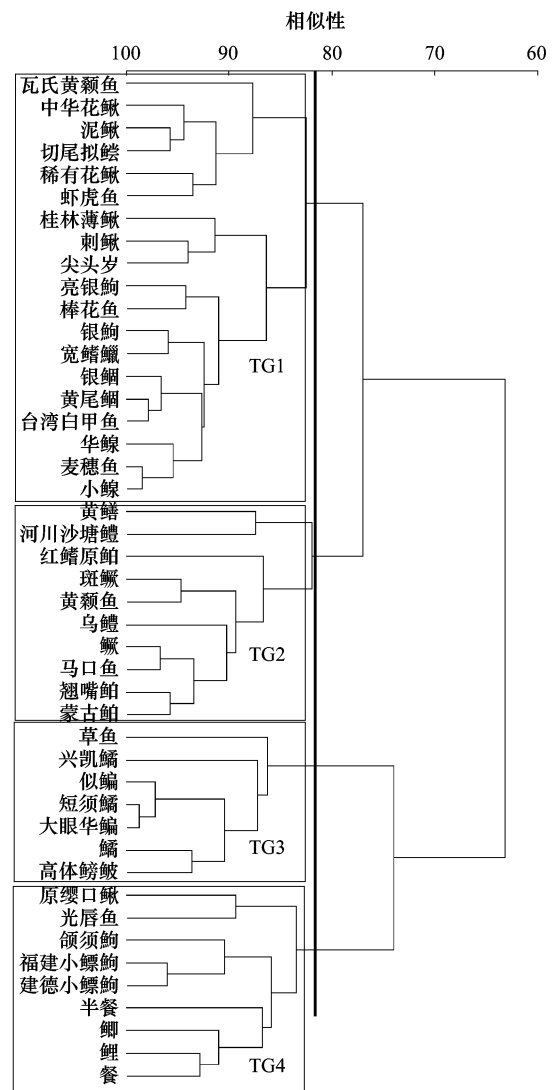 相似性
100 90 80 70 60
瓦氏黄颡鱼
中华花鳅
泥鳅
切尾拟鲿
稀有花鳅
虾虎鱼
桂林薄鳅
刺鳅
尖头岁
亮银鮈
棒花鱼
银鮈
宽鳍鱲
TG1
银鲴
黄尾鲴
台湾白甲鱼
华鳈
麦穗鱼
小鳈
黄鳝
河川沙塘鳢
红鳍原鲌
斑鳜
黄颡鱼
乌鳢
鳜
TG2
马口鱼
翘嘴鲌
蒙古鲌
草鱼
兴凯鱊
似鳊
短须鱊
大眼华鳊
鱊
TG3
高体鳑鲏
原缨口鳅
光唇鱼
颌须鮈
福建小鳔鮈
建德小鳔鮈
半餐
鲫
鲤
TG4
餐